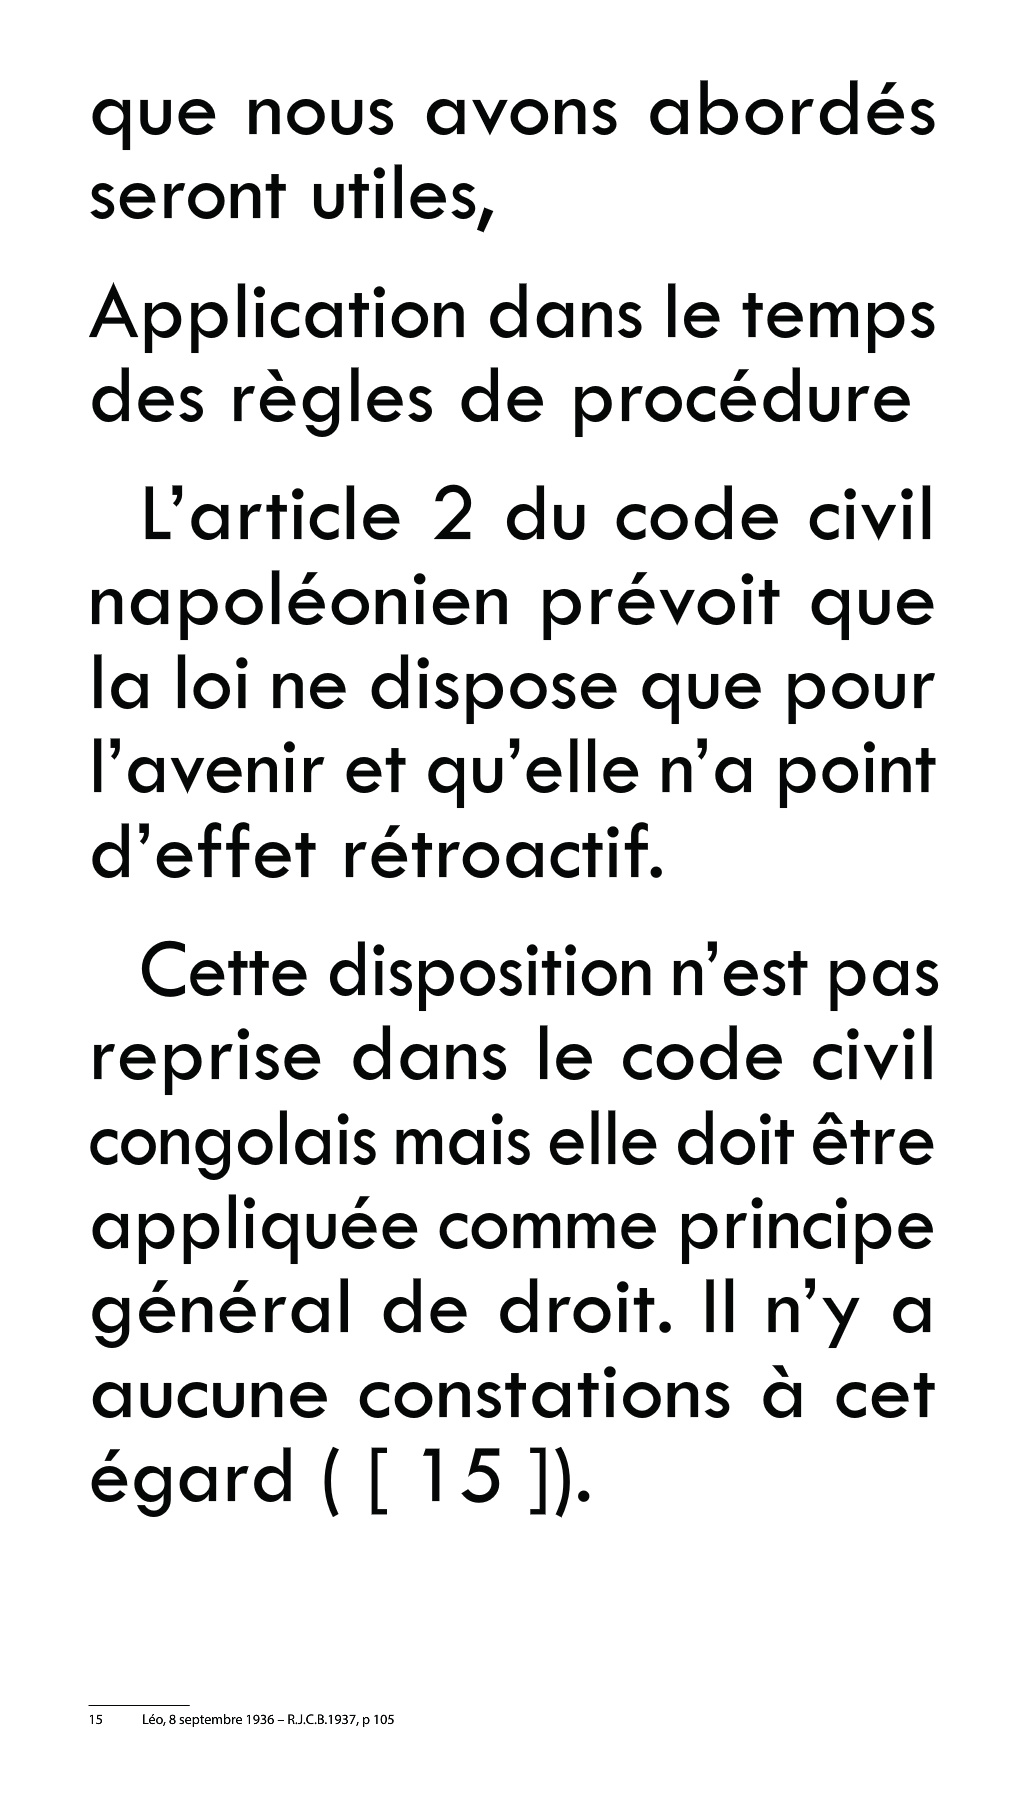 que nous avons abordés
seront utiles,
Application dans le temps
des règles de procédure
L’article 2 du code civil
napoléonien prévoit que
la loi ne dispose que pour
l’avenir et qu’elle n’a point
d’effet rétroactif.
Cette disposition n’est pas
reprise dans le code civil
congolais mais elle doit être
appliquée comme principe
général de droit. Il n’y a
aucune constations à cet
égard ( [ 15 ]).
15 Léo, 8 septembre 1936 – R.J.C.B.1937, p 105